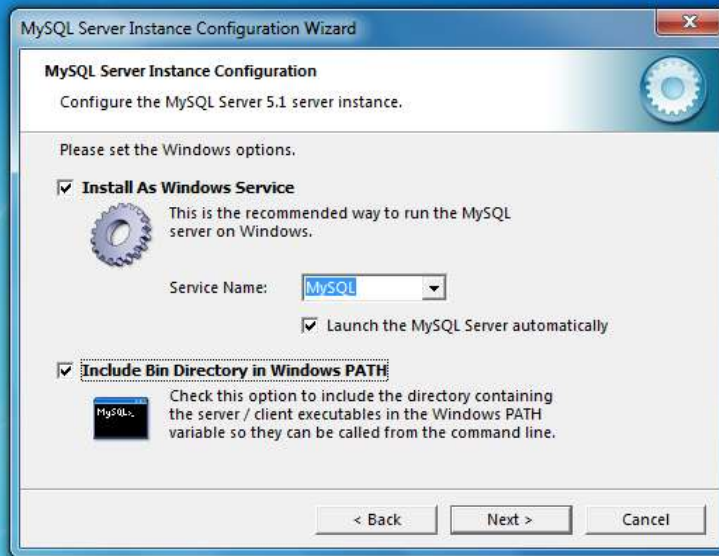 MySQL Server Instance Configuration Wizard
MySQL Server Instance Configuration
Configure the MySQL Server 5.1 server instance.
Please set the Windows options.
Install As Windows Service
This is the recommended way to run the MySQL
server on Windows.
Service Name: MySQL
Launch the MySQL Server automatically
Include Bin Directory in Windows PATH
MySQL>_
Check this option to include the directory containing
the server / client executables in the Windows PATH
variable so they can be called from the command line.
< Back Next > Cancel